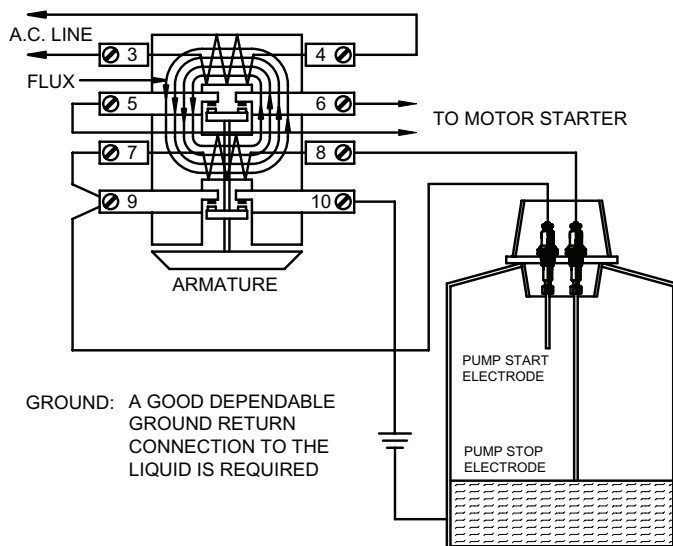 A.C. LINE
3
4
FLUX
5
6
TO MOTOR STARTER
7
8
9
10
ARMATURE
PUMP START
ELECTRODE
GROUND: A GOOD DEPENDABLE
GROUND RETURN
CONNECTION TO THE
LIQUID IS REQUIRED
PUMP STOP
ELECTRODE